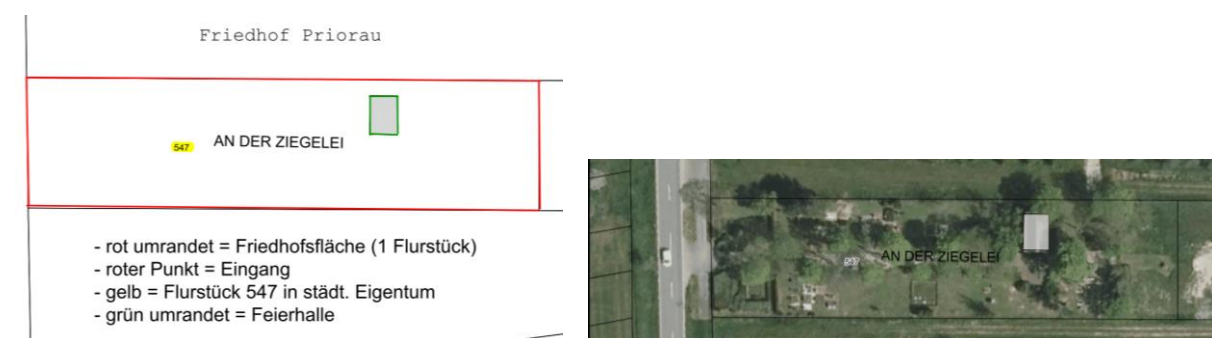 Friedhof Priorau
547 AN DER ZIEGELEI
- rot umrandet = Friedhofsfläche (1 Flurstück)
- roter Punkt = Eingang
- gelb = Flurstück 547 in städt. Eigentum
- grün umrandet = Feierhalle
547 AN DER ZIEGELEI